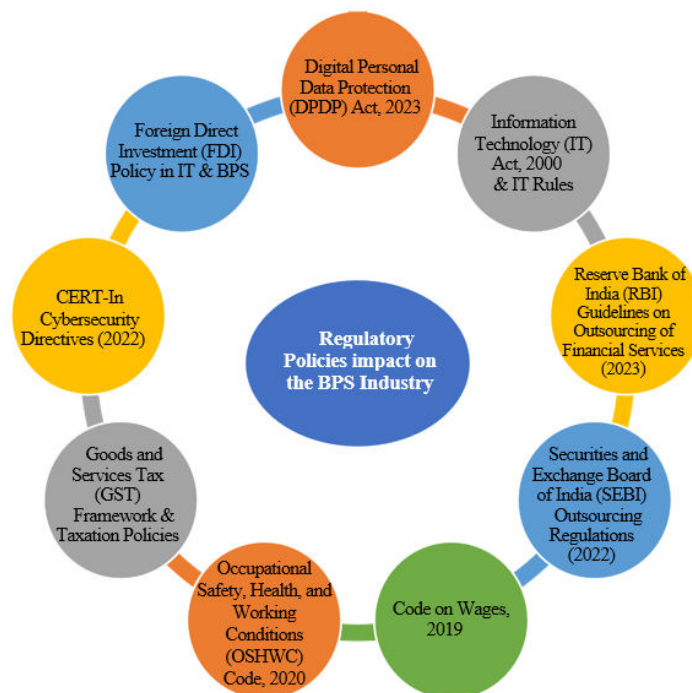 Digital Personal
Data Protection
(DPDP) Act, 2023
Information
Technology (IT)
Act, 2000
& IT Rules
Reserve Bank of
India (RBI)
Guidelines on
Outsourcing of
Financial Services
(2023)
Securities and
Exchange Board
of India (SEBI)
Outsourcing
Regulations
(2022)
Code on Wages,
2019
Occupational
Safety, Health, and
Working
Conditions
(OSHWC)
Code, 2020
Goods and
Services Tax
(GST)
Framework &
Taxation Policies
CERT-In
Cybersecurity
Directives (2022)
Foreign Direct
Investment (FDI)
Policy in IT & BPS
Regulatory
Policies impact on
the BPS Industry